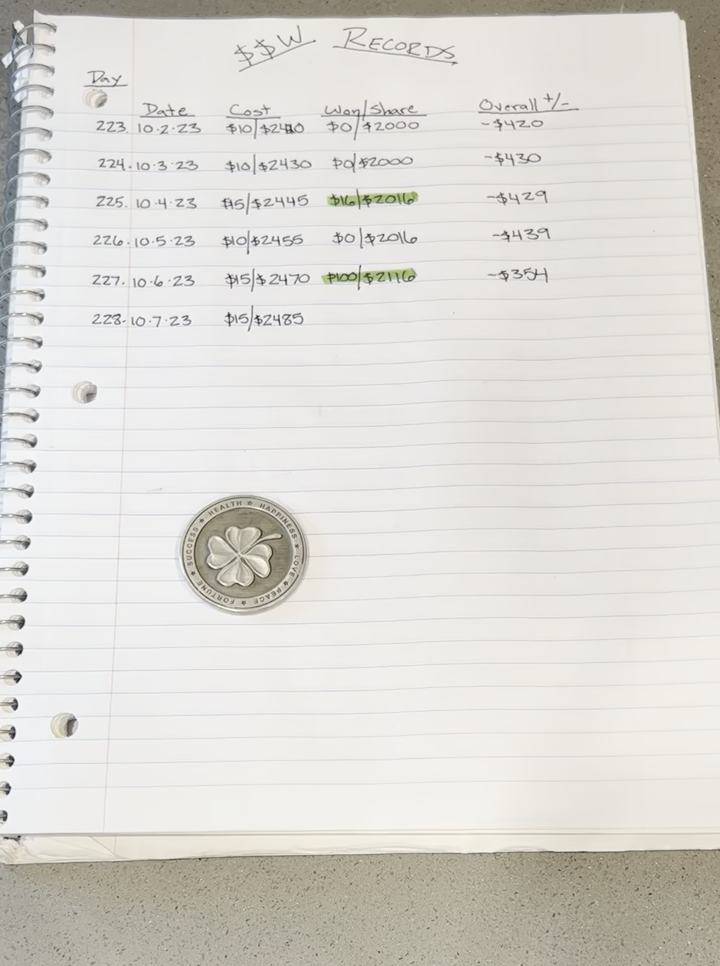 $$W RECORDS
Day
Date Cost Won/Share Overall +/-
223. 10.2.23 $10/$2420 $0/$2000 -$420
224. 10.3.23 $10/$2430 $0/$2000 -$430
225. 10.4.23 $15/$2445 $16/$2016 -$429
226. 10.5.23 $10/$2455 $0/$2016 -$439
227. 10.6.23 $15/$2470 $100/$2116 -$354
228. 10.7.23 $15/$2485
SUCCESS ★ HEALTH ★ HAPPINESS ★ LOVE ★ PEACE ★ FORTUNE ★